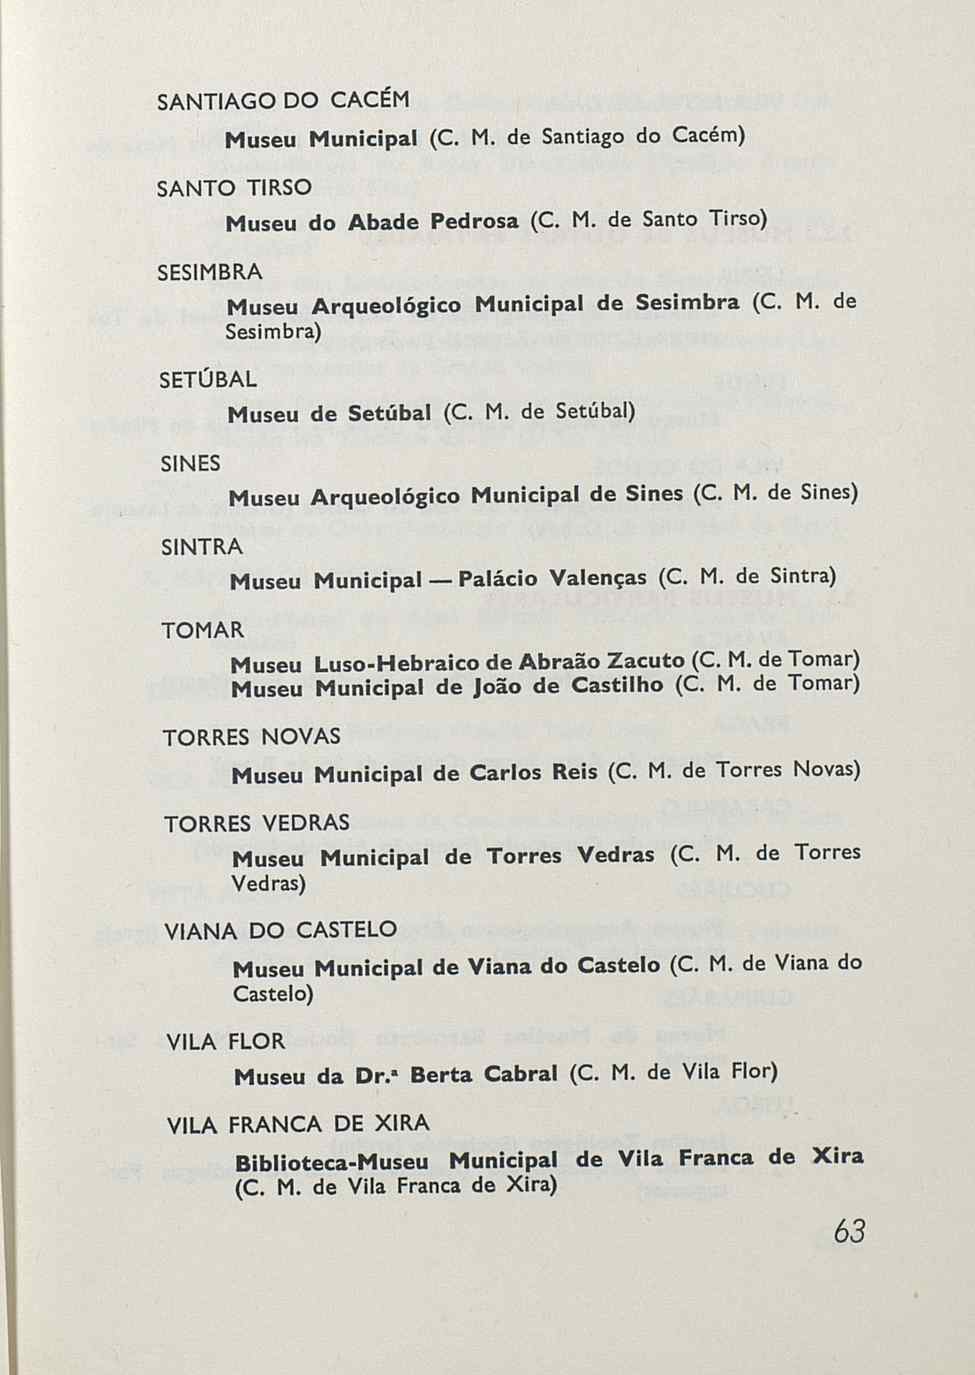 SANTIAGO DO CACÉM
Museu Municipal (C. M. de Santiago do Cacém)
SANTO TIRSO
Museu do Abade Pedrosa (C. M. de Santo Tirso)
SESIMBRA
Museu Arqueológico Municipal de Sesimbra (C. M. de
Sesimbra)
SETÚBAL
Museu de Setúbal (C. M. de Setúbal)
SINES
Museu Arqueológico Municipal de Sines (C. M. de Sines)
SINTRA
Museu Municipal — Palácio Valenças (C. M. de Sintra)
TOMAR
Museu Luso-Hebraico de Abraão Zacuto (C. M. de Tomar)
Museu Municipal de João de Castilho (C. M. de Tomar)
TORRES NOVAS
Museu Municipal de Carlos Reis (C. M. de Torres Novas)
TORRES VEDRAS
Museu Municipal de Torres Vedras (C. M. de Torres
Vedras)
VIANA DO CASTELO
Museu Municipal de Viana do Castelo (C. M. de Viana do
Castelo)
VILA FLOR
Museu da Dr.ª Berta Cabral (C. M. de Vila Flor)
VILA FRANCA DE XIRA
Biblioteca-Museu Municipal de Vila Franca de Xira
(C. M. de Vila Franca de Xira)
63